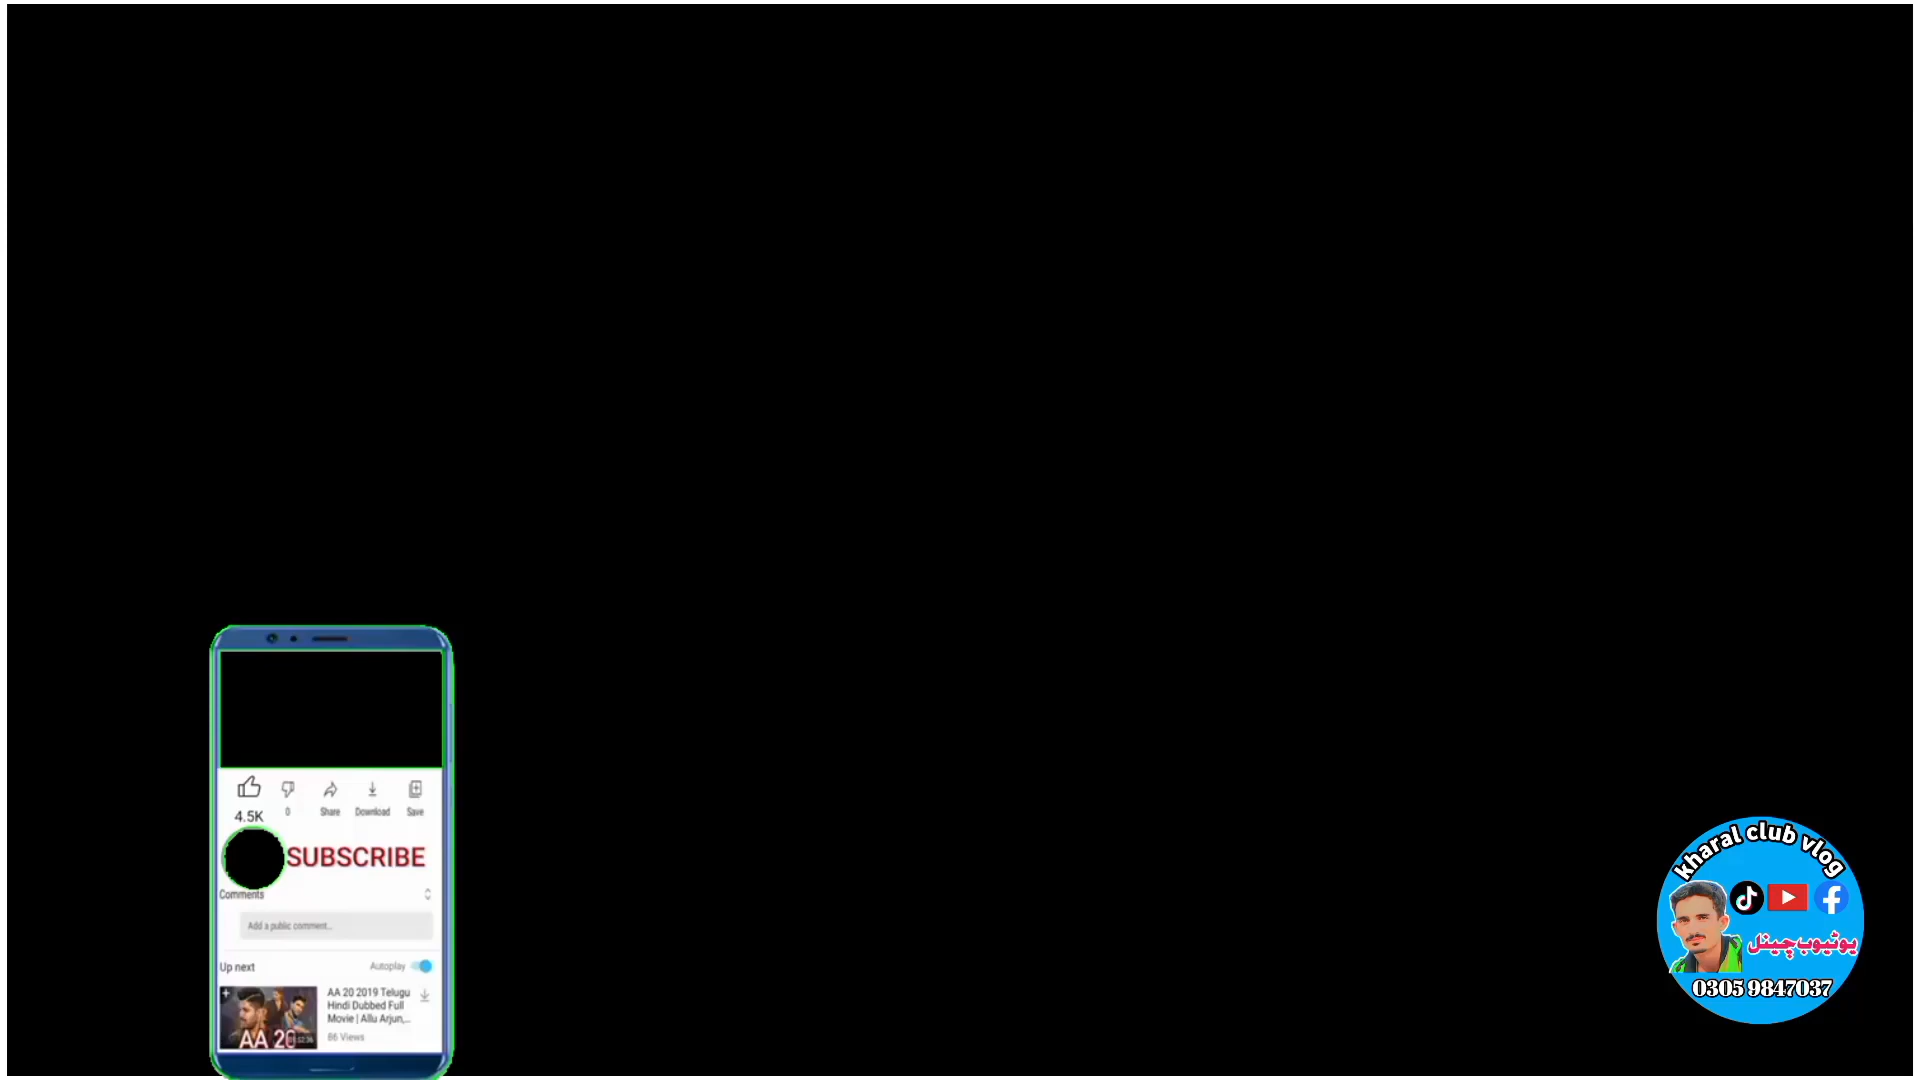 4.5K
0
Share
Download
Save
SUBSCRIBE
Comments
Add a public comment...
Up next
Autoplay
AA 20 2019 Telugu
Hindi Dubbed Full
Movie | Allu Arjun,...
86 Views
AA 20
kharal club vlog
یوٹیوب چینل
0305 9847037